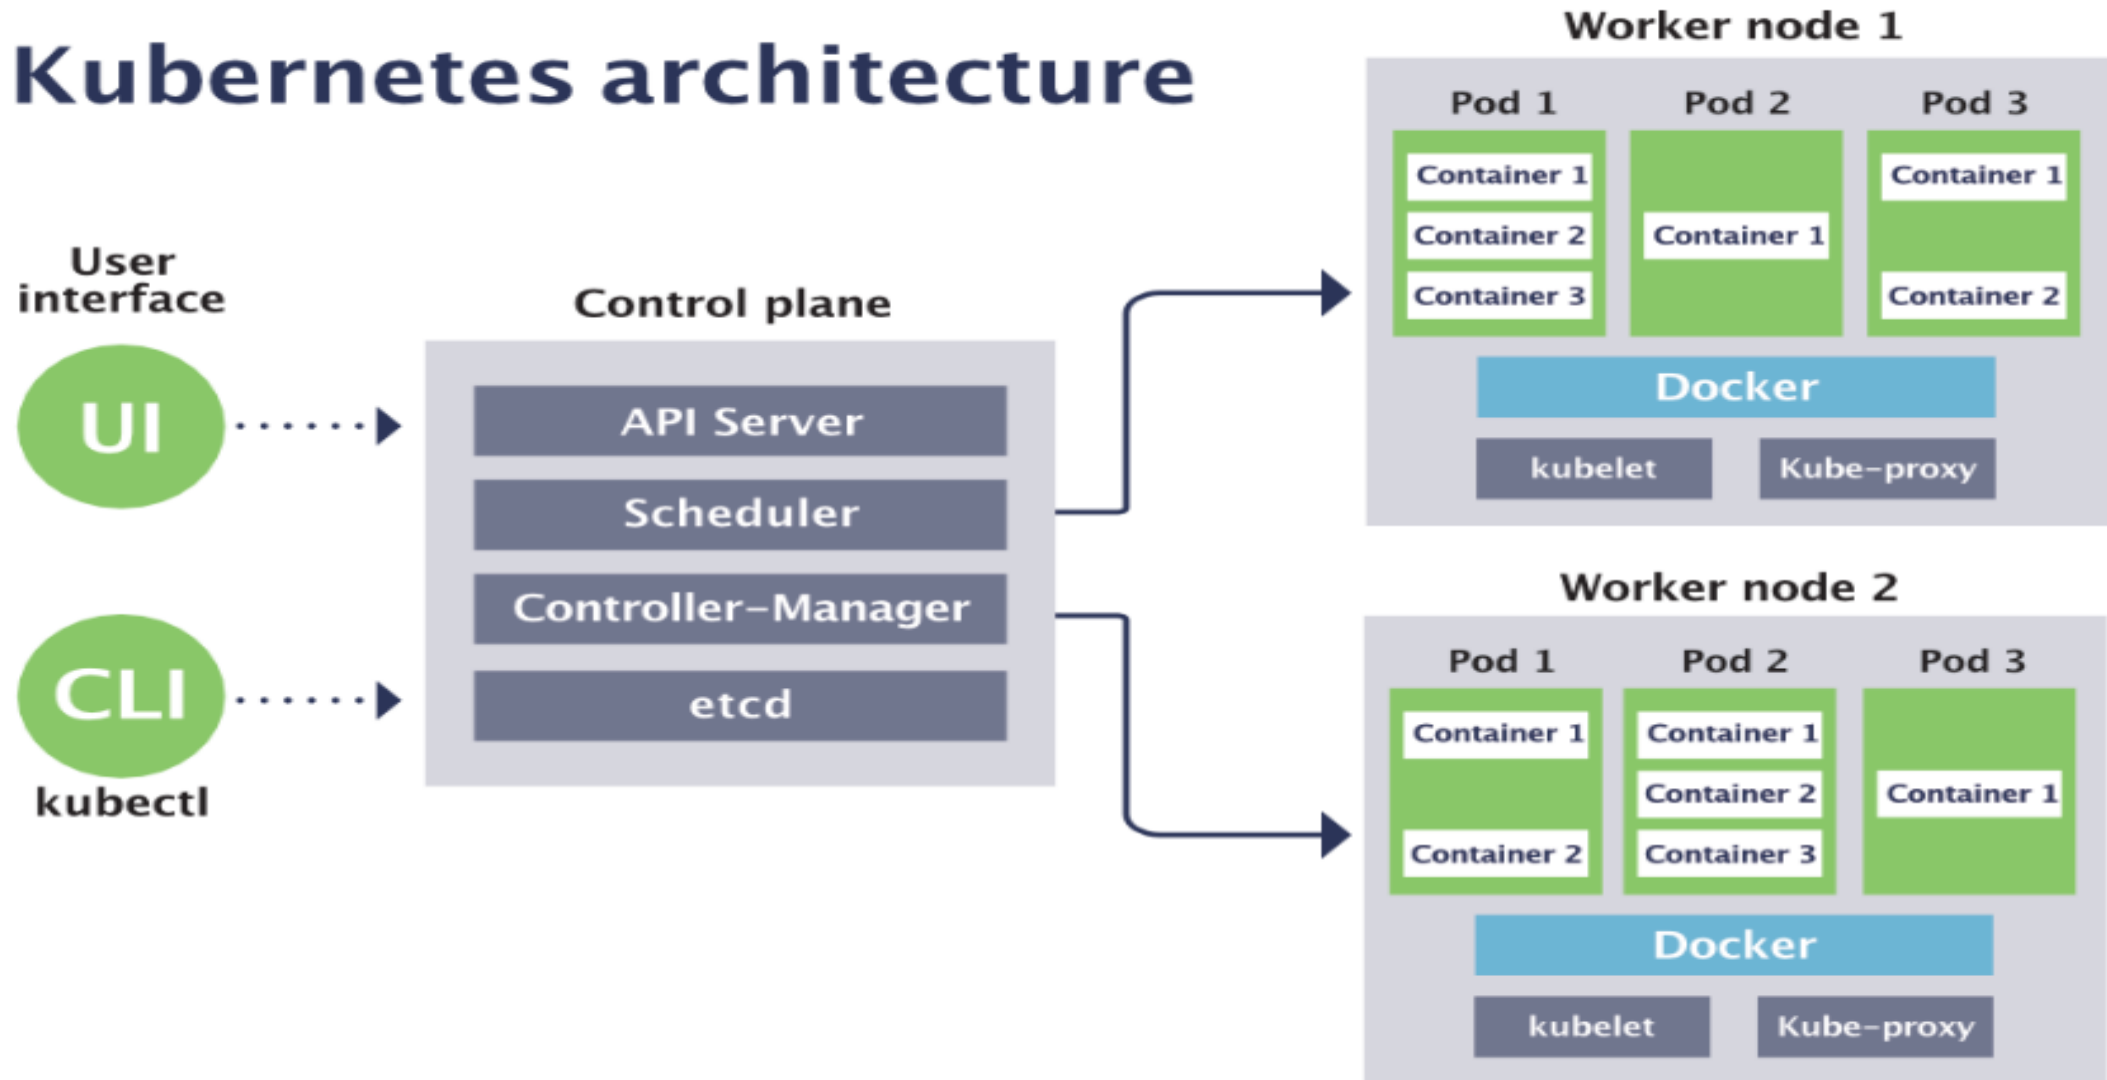 Kubernetes architecture
User
interface
UI
CLI
kubectl
Control plane
API Server
Scheduler
Controller-Manager
etcd
Worker node 1
Pod 1
Container 1
Container 2
Container 3
Pod 2
Container 1
Pod 3
Container 1
Container 2
Docker
kubelet
Kube-proxy
Worker node 2
Pod 1
Container 1
Container 2
Pod 2
Container 1
Container 2
Container 3
Pod 3
Container 1
Docker
kubelet
Kube-proxy